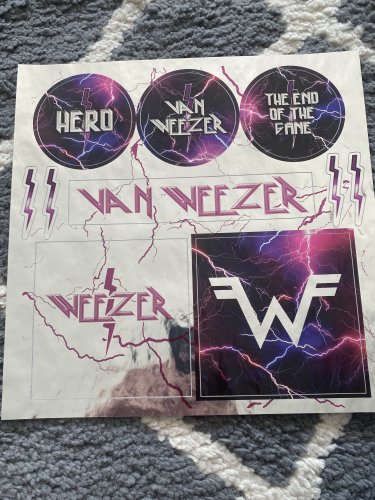 HERO
VAN
WEEZER
THE END
OF THE
GAME
VAN WEEZER
WEEZER
W